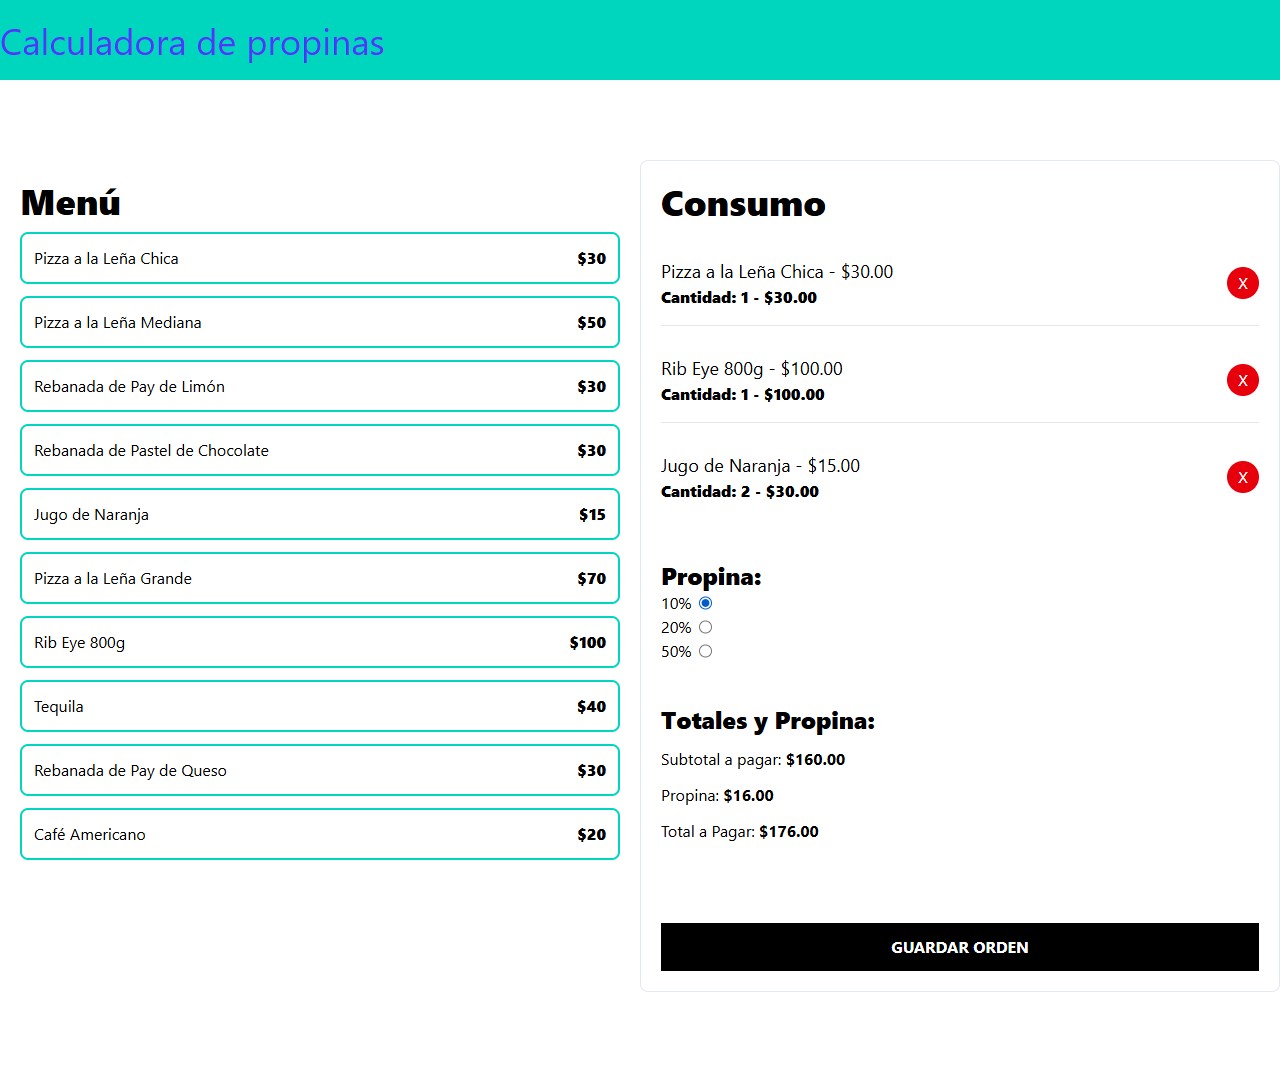 Calculadora de propinas
Menú
Pizza a la Leña Chica $30
Pizza a la Leña Mediana $50
Rebanada de Pay de Limón $30
Rebanada de Pastel de Chocolate $30
Jugo de Naranja $15
Pizza a la Leña Grande $70
Rib Eye 800g $100
Tequila $40
Rebanada de Pay de Queso $30
Café Americano $20
Consumo
Pizza a la Leña Chica - $30.00
Cantidad: 1 - $30.00
X
Rib Eye 800g - $100.00
Cantidad: 1 - $100.00
X
Jugo de Naranja - $15.00
Cantidad: 2 - $30.00
X
Propina:
10%
20%
50%
Totales y Propina:
Subtotal a pagar: $160.00
Propina: $16.00
Total a Pagar: $176.00
GUARDAR ORDEN